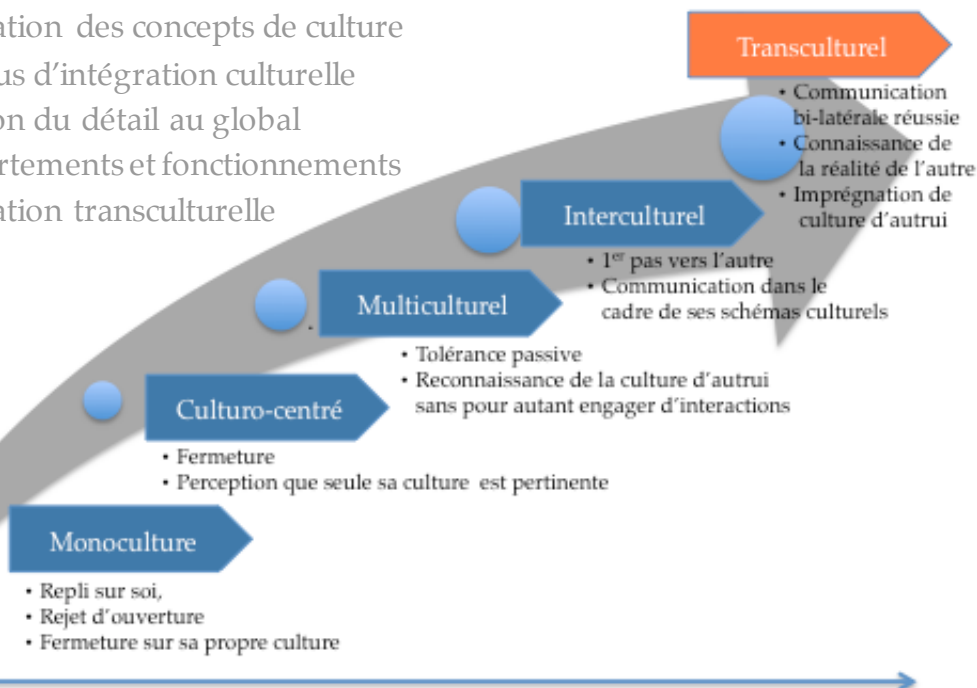 ation des concepts de culture
us d'intégration culturelle
on du détail au global
rtements et fonctionnements
ation transculturelle
Transculturel
• Communication
bi-latérale réussie
• Connaissance de
la réalité de l'autre
• Imprégnation de
culture d'autrui
Interculturel
• 1er pas vers l'autre
• Communication dans le
cadre de ses schémas culturels
Multiculturel
• Tolérance passive
• Reconnaissance de la culture d'autrui
sans pour autant engager d'interactions
Culturo-centré
• Fermeture
• Perception que seule sa culture est pertinente
Monoculture
• Repli sur soi,
• Rejet d'ouverture
• Fermeture sur sa propre culture